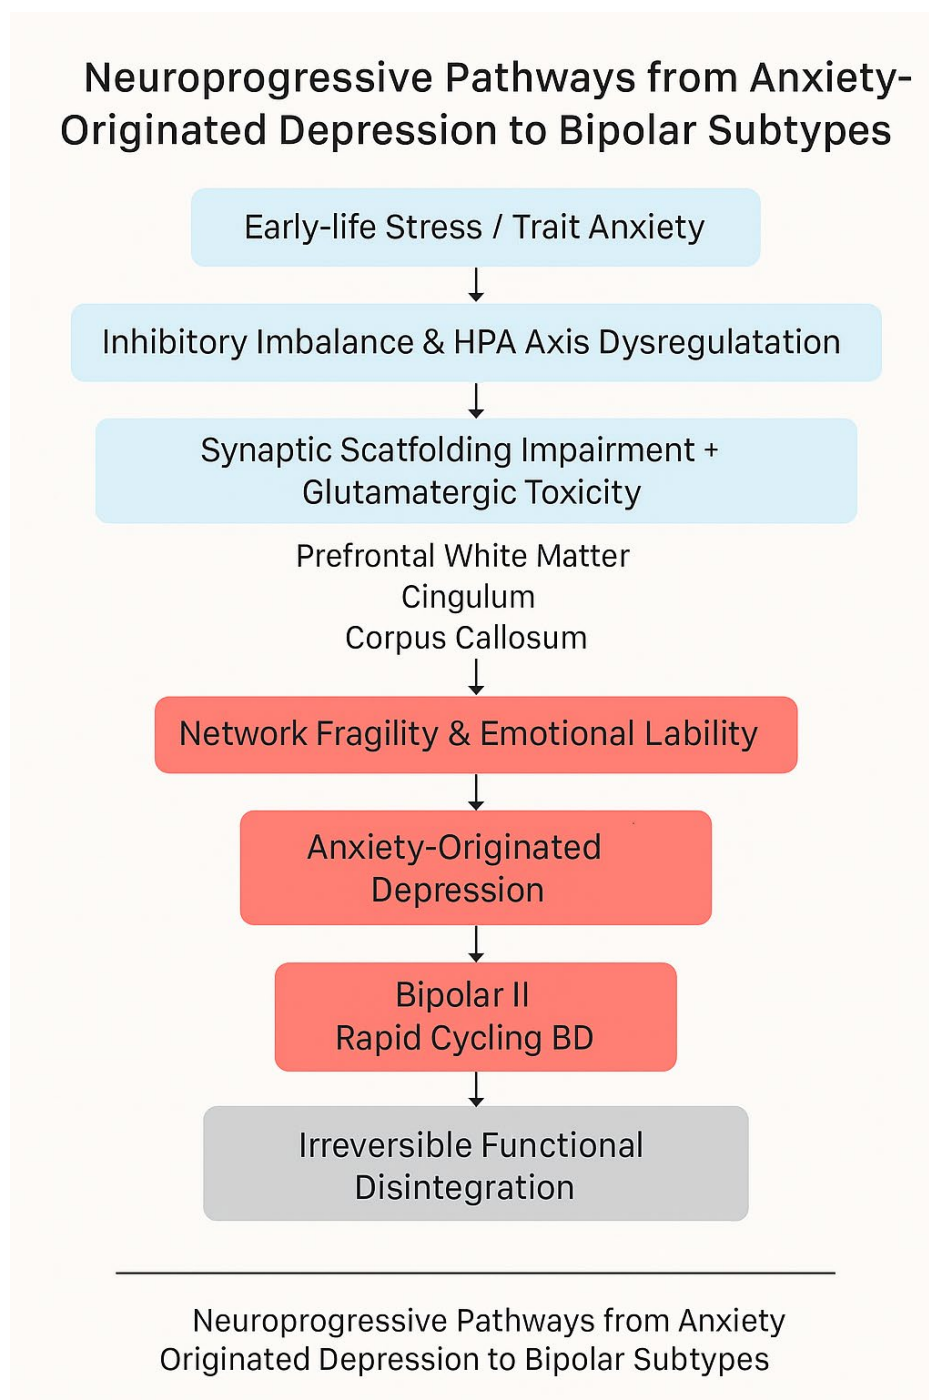 Neuroprogressive Pathways from Anxiety-
Originated Depression to Bipolar Subtypes
Early-life Stress / Trait Anxiety
Inhibitory Imbalance & HPA Axis Dysregulatation
Synaptic Scatfolding Impairment +
Glutamatergic Toxicity
Prefrontal White Matter
Cingulum
Corpus Callosum
Network Fragility & Emotional Lability
Anxiety-Originated
Depression
Bipolar II
Rapid Cycling BD
Irreversible Functional
Disintegration
Neuroprogressive Pathways from Anxiety
Originated Depression to Bipolar Subtypes